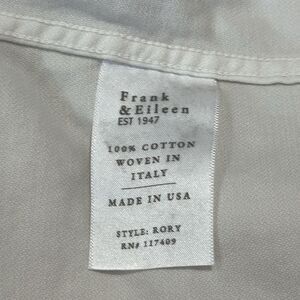 Frank
& Eileen
EST 1947
100% COTTON
WOVEN IN
ITALY
MADE IN USA
STYLE: RORY
RN# 117409